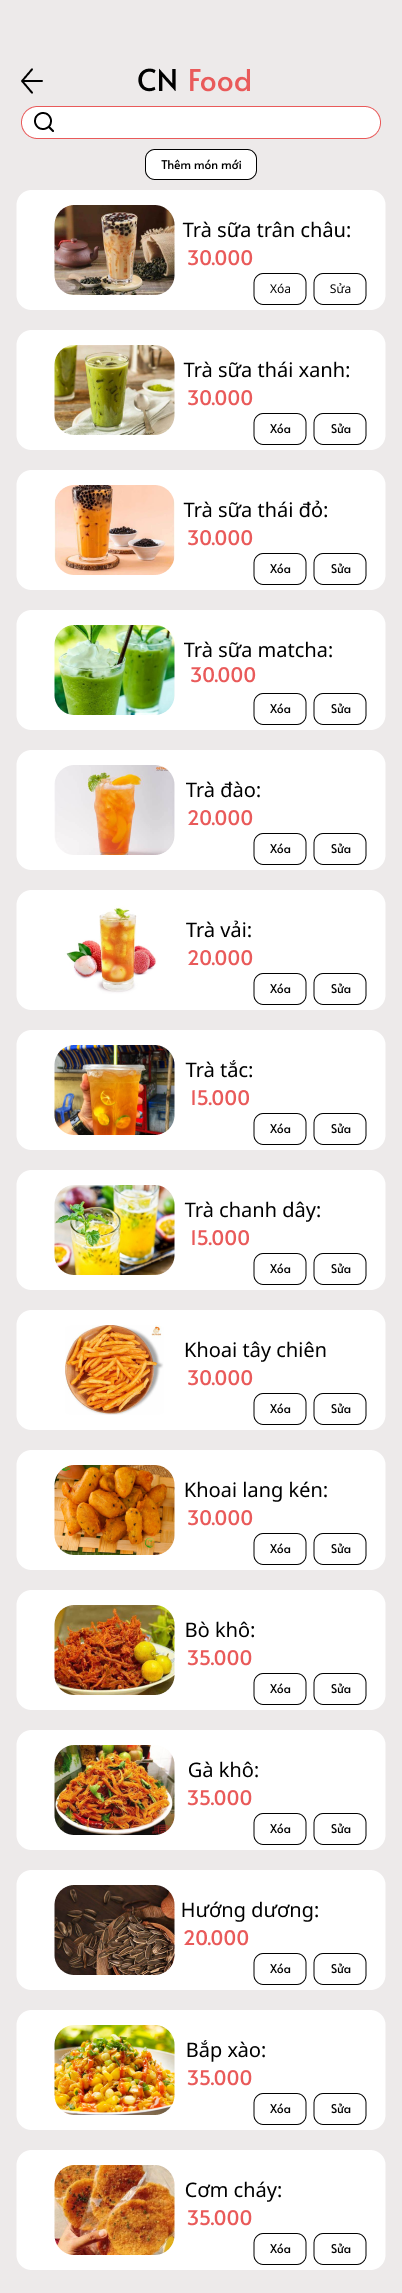 CN Food
Thêm món mới
Trà sữa trân châu:
30.000
Xóa Sửa
Trà sữa thái xanh:
30.000
Xóa Sửa
Trà sữa thái đỏ:
30.000
Xóa Sửa
Trà sữa matcha:
30.000
Xóa Sửa
Trà đào:
20.000
Xóa Sửa
Trà vải:
20.000
Xóa Sửa
Trà tắc:
15.000
Xóa Sửa
Trà chanh dây:
15.000
Xóa Sửa
Khoai tây chiên
30.000
Xóa Sửa
Khoai lang kén:
30.000
Xóa Sửa
Bò khô:
35.000
Xóa Sửa
Gà khô:
35.000
Xóa Sửa
Hướng dương:
20.000
Xóa Sửa
Bắp xào:
35.000
Xóa Sửa
Cơm cháy:
35.000
Xóa Sửa